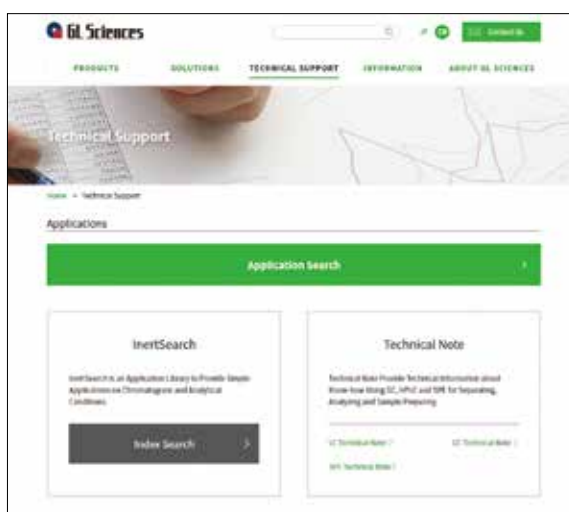 GL Sciences
EN
Contact Us
PRODUCTS SOLUTIONS TECHNICAL SUPPORT INFORMATION ABOUT GL SCIENCES
Technical Support
Home > Technical Support
Applications
Application Search
InertSearch
InertSearch is an Application Library to Provide Simple
Applications on Chromatograms and Analytical
Conditions.
Index Search
Technical Note
Technical Note Provide Technical Information about
Know-how Using GC, HPLC and SPE for Separating,
Analyzing and Sample Preparing
LC Technical Note
GC Technical Note
SPE Technical Note